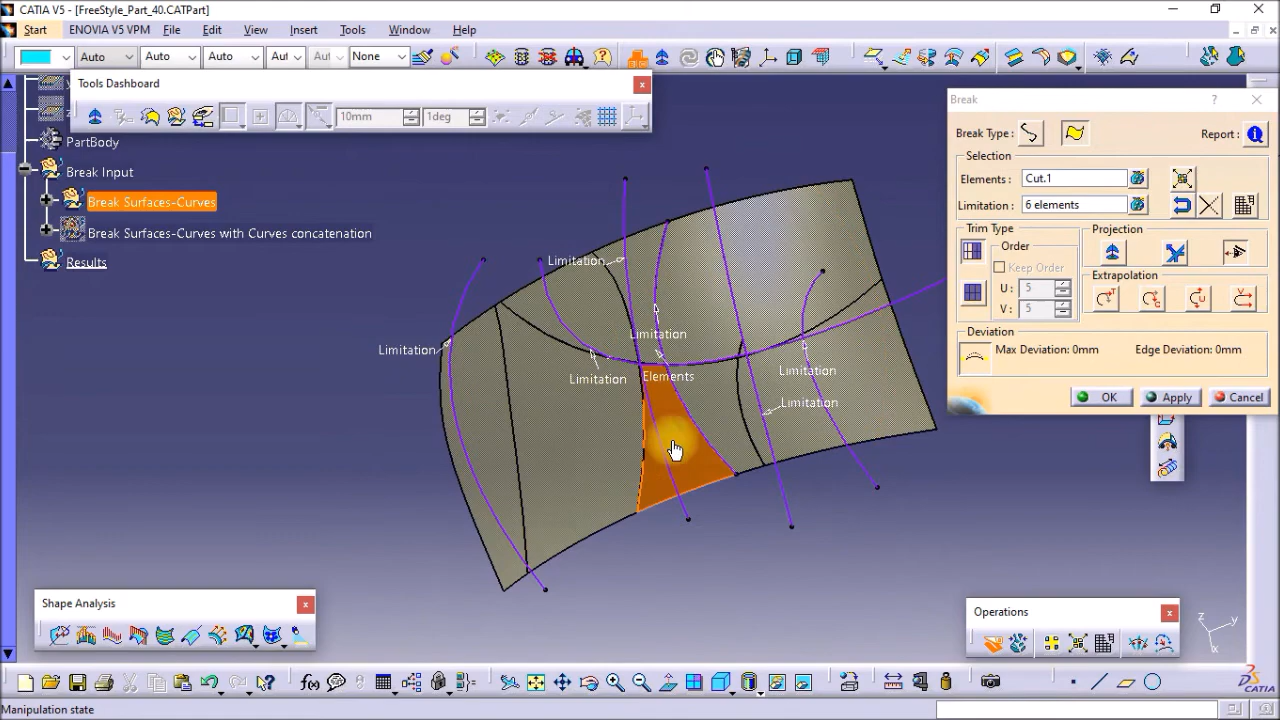 CATIA V5 - [FreeStyle_Part_40.CATPart]
Start ENOVIA V5 VPM File Edit View Insert Tools Window Help
Auto Auto Auto Aut Aut None
Tools Dashboard
10mm 1deg
PartBody
Break Input
Break Surfaces-Curves
Break Surfaces-Curves with Curves concatenation
Results
Limitation
Limitation
Limitation
Limitation
Elements
Limitation
Limitation
Break
Break Type : Report :
Selection
Elements : Cut.1
Limitation : 6 elements
Trim Type
Order
Keep Order
U : 5
V : 5
Projection
Extrapolation
Deviation
Max Deviation: 0mm Edge Deviation: 0mm
OK Apply Cancel
Shape Analysis
Operations
z
y
x
f(x)
Manipulation state
CATIA